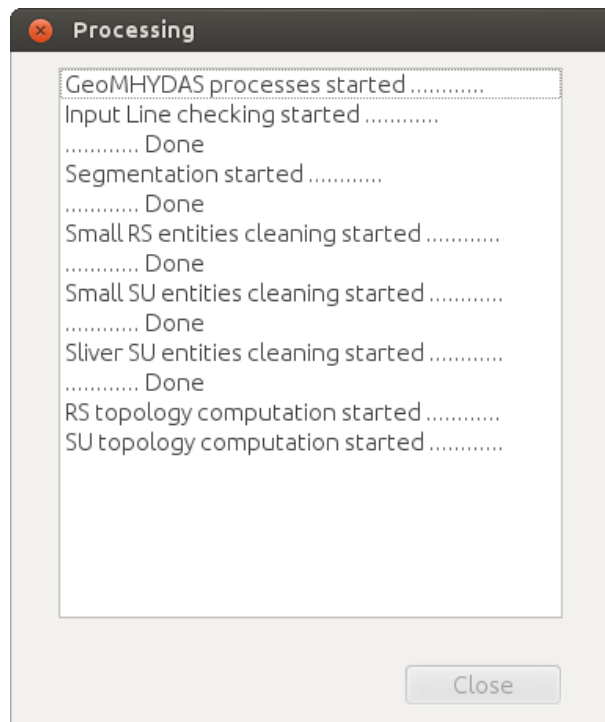 Processing
GeoMHYDAS processes started ............
Input Line checking started ............
............ Done
Segmentation started ............
............ Done
Small RS entities cleaning started ............
............ Done
Small SU entities cleaning started ............
............ Done
Sliver SU entities cleaning started ............
............ Done
RS topology computation started ............
SU topology computation started ............
Close